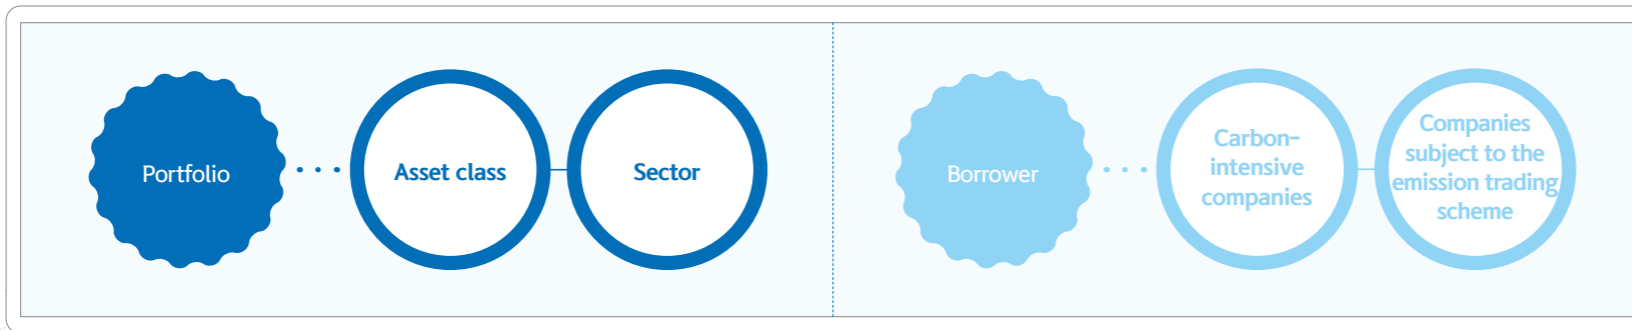 Portfolio
Asset class
Sector
Borrower
Carbon-
intensive
companies
Companies
subject to the
emission trading
scheme